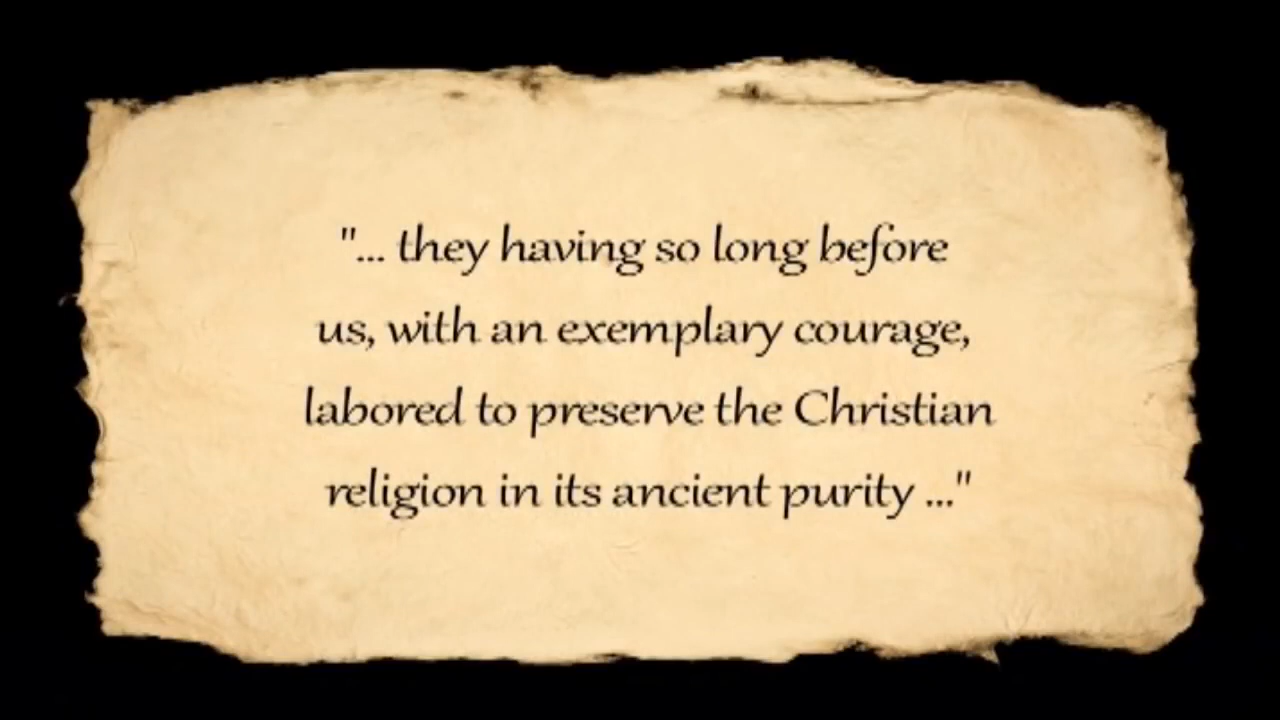 "... they having so long before
us, with an exemplary courage,
labored to preserve the Christian
religion in its ancient purity ..."